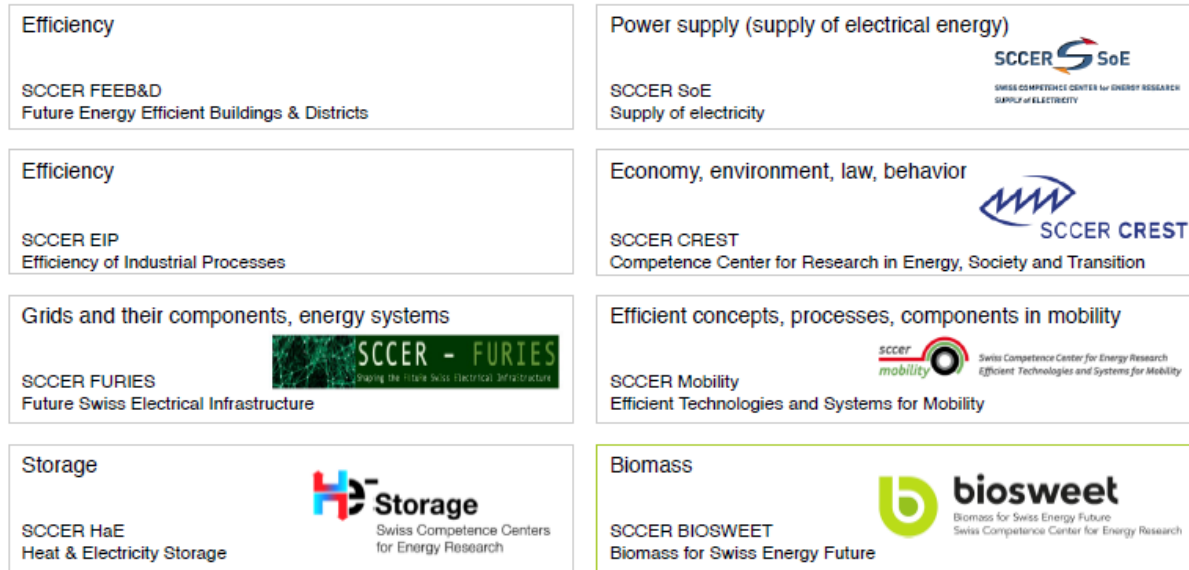 Efficiency
SCCER FEEB&D
Future Energy Efficient Buildings & Districts
Power supply (supply of electrical energy)
SCCER SoE
SWISS COMPETENCE CENTER for ENERGY RESEARCH
SUPPLY of ELECTRICITY
SCCER SoE
Supply of electricity
Efficiency
SCCER EIP
Efficiency of Industrial Processes
Economy, environment, law, behavior
SCCER CREST
SCCER CREST
Competence Center for Research in Energy, Society and Transition
Grids and their components, energy systems
SCCER - FURIES
Shaping the Future Swiss Electrical Infrastructure
SCCER FURIES
Future Swiss Electrical Infrastructure
Efficient concepts, processes, components in mobility
sccer
mobility
Swiss Competence Center for Energy Research
Efficient Technologies and Systems for Mobility
SCCER Mobility
Efficient Technologies and Systems for Mobility
Storage
He-
Storage
Swiss Competence Centers
for Energy Research
SCCER HaE
Heat & Electricity Storage
Biomass
biosweet
Biomass for Swiss Energy Future
Swiss Competence Center for Energy Research
SCCER BIOSWEET
Biomass for Swiss Energy Future